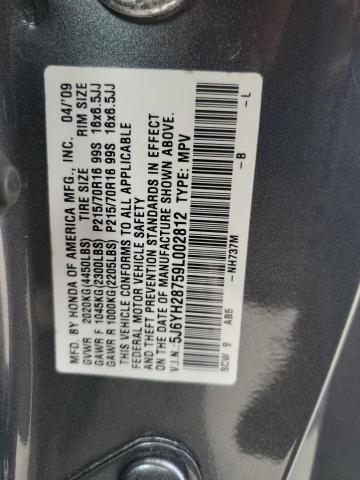 MFD. BY HONDA OF AMERICA MFG., INC. 04/'09
GVWR 2020KG(4450LBS) TIRE SIZE RIM SIZE
GAWR F 1045KG(2300LBS) P215/70R16 99S 16x6.5JJ
GAWR R 1000KG(2205LBS) P215/70R16 99S 16x6.5JJ
THIS VEHICLE CONFORMS TO ALL APPLICABLE
FEDERAL MOTOR VEHICLE SAFETY AND THEFT
PREVENTION STANDARDS IN EFFECT
ON THE DATE OF MANUFACTURE SHOWN ABOVE.
V.I.N.: 5J6YH28759L002812 TYPE: MPV
SCW 9 AB5 -NH737M -B -L